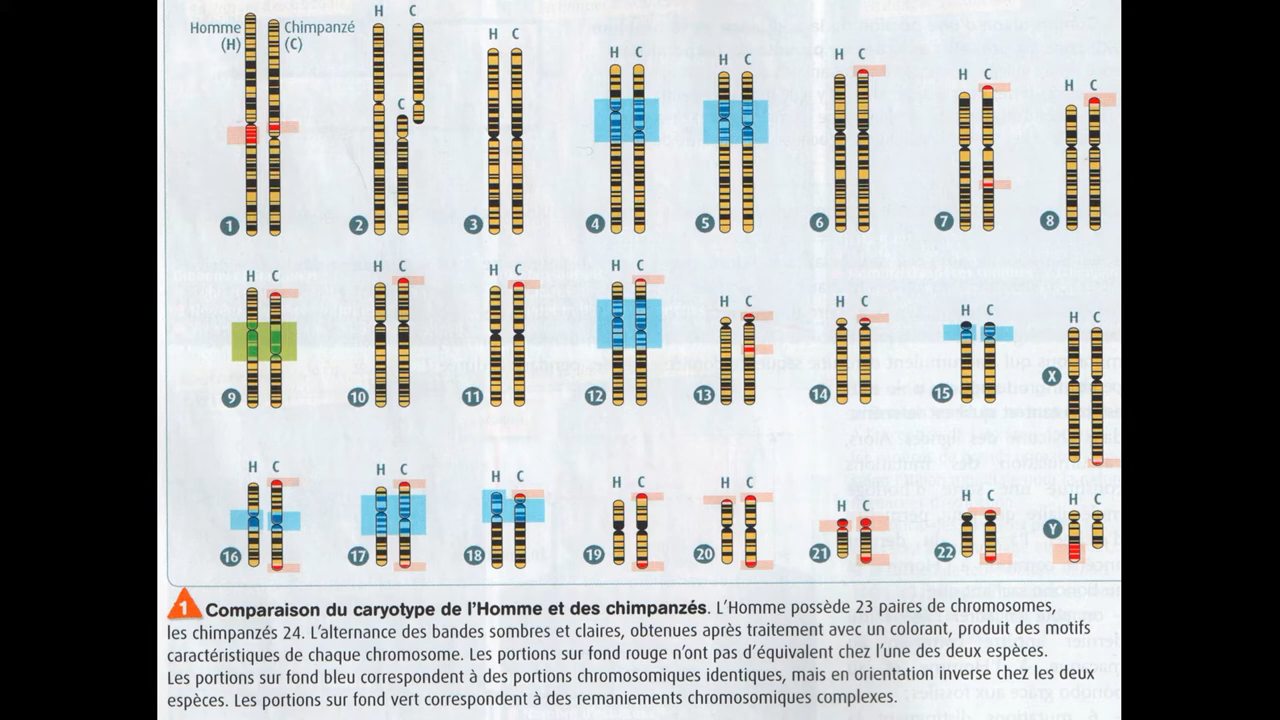 Homme (H) Chimpanzé (C)
H C C
H C
H C
H C
H C
H C
H C
1 2 3 4 5 6 7 8
H C
H C
H C
H C
H C
H C
H C
H C
9 10 11 12 13 14 15 X
H C
H C
H C
H C
H C
H C
H C
H C
16 17 18 19 20 21 22 Y
1 Comparaison du caryotype de l'Homme et des chimpanzés. L'Homme possède 23 paires de chromosomes,
les chimpanzés 24. L'alternance des bandes sombres et claires, obtenues après traitement avec un colorant, produit des motifs
caractéristiques de chaque chromosome. Les portions sur fond rouge n'ont pas d'équivalent chez l'une des deux espèces.
Les portions sur fond bleu correspondent à des portions chromosomiques identiques, mais en orientation inverse chez les deux
espèces. Les portions sur fond vert correspondent à des remaniements chromosomiques complexes.